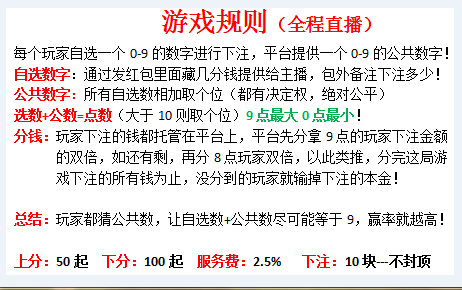 游戏规则（全程直播）
每个玩家自选一个 0-9 的数字进行下注，平台提供一个 0-9 的公共数字！
自选数字：通过发红包里面藏几分钱提供给主播，包外备注下注多少！
公共数字：所有自选数相加取个位（都有决定权，绝对公平）
选数+公数=点数（大于 10 则取个位）9 点最大 0 点最小！
分钱：玩家下注的钱都托管在平台上，平台先分拿 9 点的玩家下注金额
的双倍，如还有剩，再分 8 点玩家双倍，以此类推，分完这局游
戏下注的所有钱为止，没分到的玩家就输掉下注的本金！
总结：玩家都猜公共数，让自选数+公共数尽可能等于 9，赢率就越高！
上分：50 起 下分：100 起 服务费：2.5% 下注：10 块---不封顶